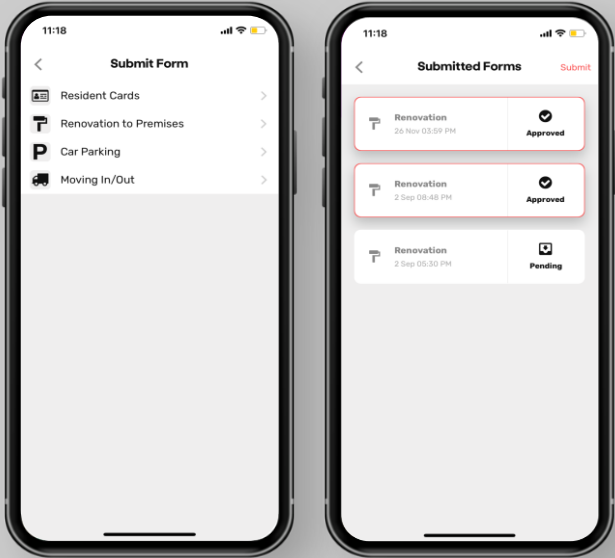 11:18
Submit Form
Resident Cards
Renovation to Premises
P Car Parking
Moving In/Out
11:18
Submitted Forms Submit
Renovation
26 Nov 03:59 PM
Approved
Renovation
2 Sep 08:48 PM
Approved
Renovation
2 Sep 05:30 PM
Pending